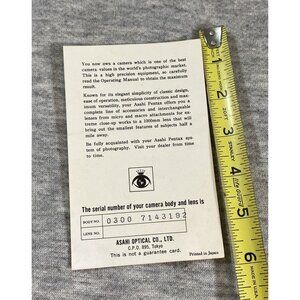 You now own a camera which is one of the best
camera values in the world's photographic market.
This is a high precision equipment, so carefully
read the Operating Manual to obtain the maximum
result.
Known for its elegant simplicity of classic design,
ease of operation, meticulous construction and maxi-
mum versatility, your Asahi Pentax offers you a
complete line of accessories and interchangeable
lenses from micro and macro attachments for ex-
treme close-up works to a 1000mm lens that will
bring out the smallest features of subjects half a
mile away.
Be fully acquainted with your Asahi Pentax sys-
tem of photography. Visit your dealer from time
to time.
The serial number of your camera body and lens is
BODY NO. 0300 7143192
LENS NO.
ASAHI OPTICAL CO., LTD.
C.P.O. 895, Tokyo
This is not a guarantee card.
Printed in Japan
1
2
3
4
5
6